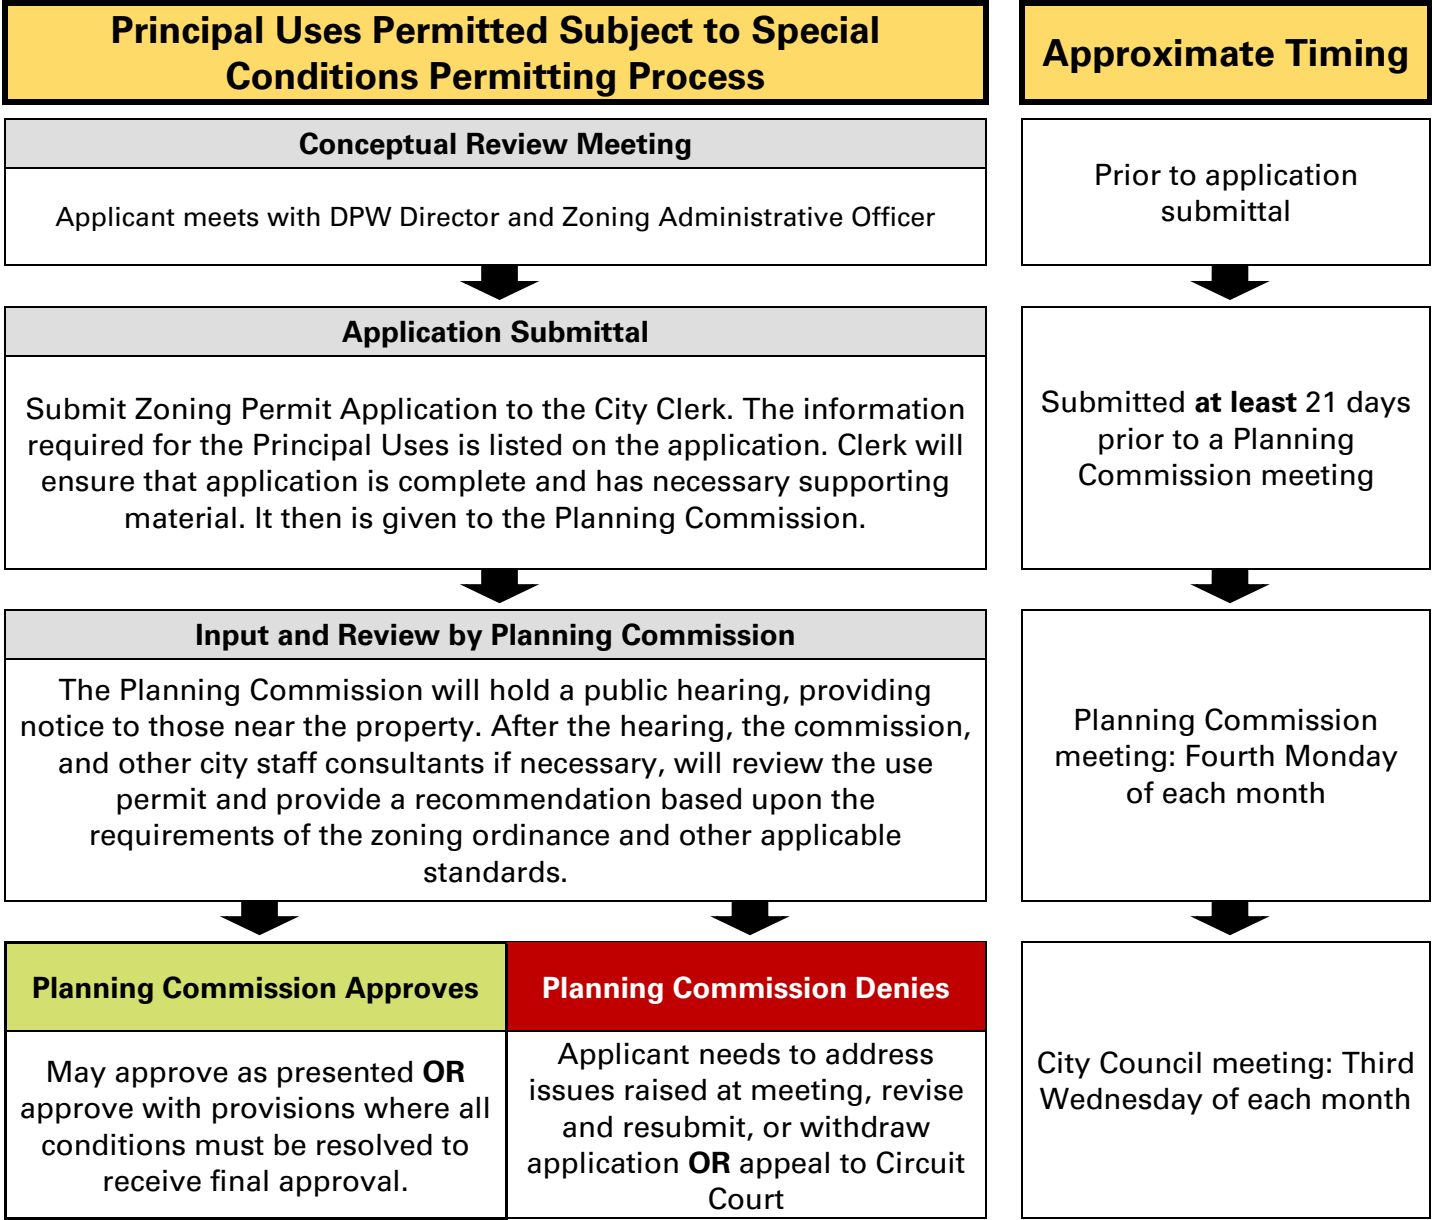 Principal Uses Permitted Subject to Special
Conditions Permitting Process
Approximate Timing
Conceptual Review Meeting
Applicant meets with DPW Director and Zoning Administrative Officer
Prior to application
submittal
Application Submittal
Submit Zoning Permit Application to the City Clerk. The information
required for the Principal Uses is listed on the application. Clerk will
ensure that application is complete and has necessary supporting
material. It then is given to the Planning Commission.
Submitted at least 21 days
prior to a Planning
Commission meeting
Input and Review by Planning Commission
The Planning Commission will hold a public hearing, providing
notice to those near the property. After the hearing, the commission,
and other city staff consultants if necessary, will review the use
permit and provide a recommendation based upon the
requirements of the zoning ordinance and other applicable
standards.
Planning Commission
meeting: Fourth Monday
of each month
Planning Commission Approves
May approve as presented OR
approve with provisions where all
conditions must be resolved to
receive final approval.
Planning Commission Denies
Applicant needs to address
issues raised at meeting, revise
and resubmit, or withdraw
application OR appeal to Circuit
Court
City Council meeting: Third
Wednesday of each month